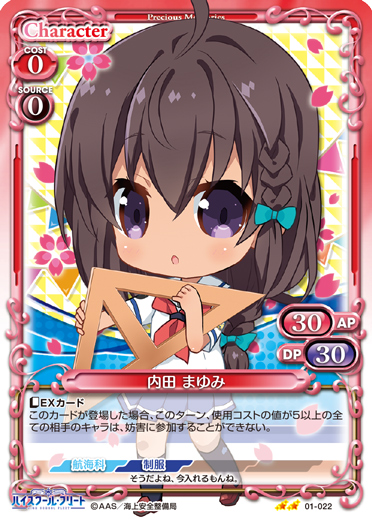 Precious Memories
Character
COST
0
SOURCE
0
30 AP
DP 30
内田 まゆみ
EXカード
このカードが登場した場合、このターン、使用コストの値が5以上の全
ての相手のキャラは、妨害に参加することができない。
航海科 制服
そうだよね、今入れるもんね。
ハイスクール・フリート
HIGH SCHOOL FLEET
©AAS／海上安全整備局
01-022